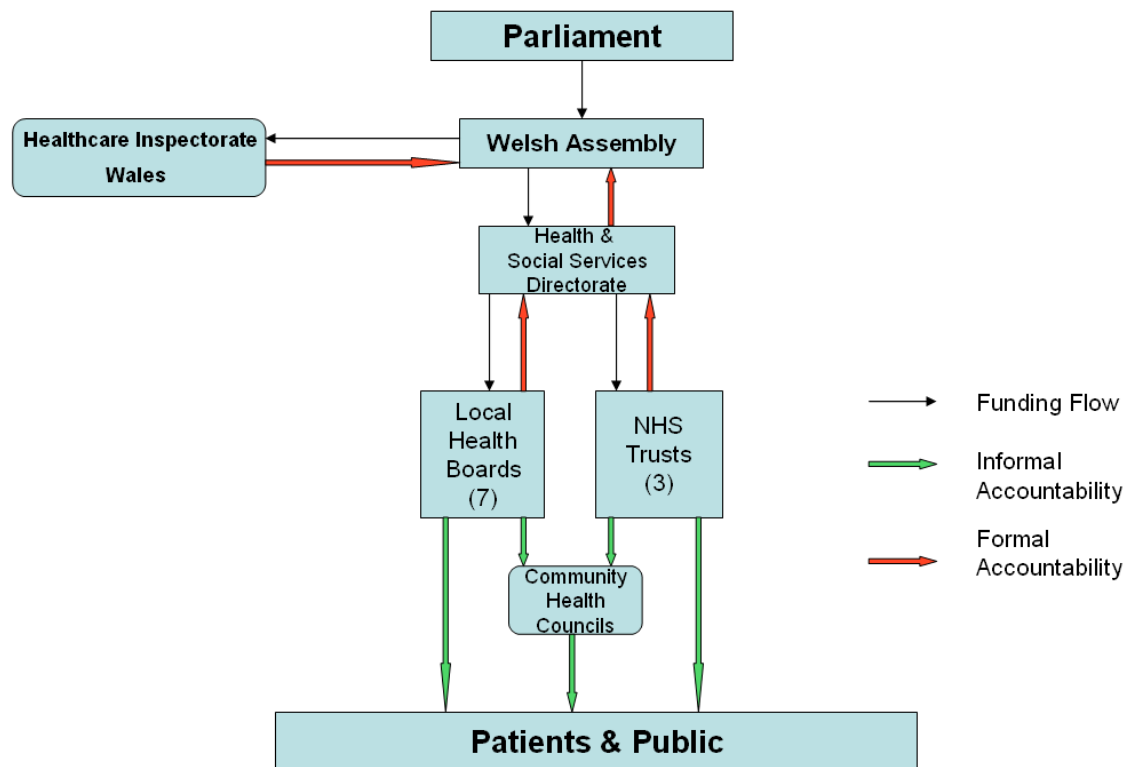 Parliament
Healthcare Inspectorate
Wales
Welsh Assembly
Health &
Social Services
Directorate
Local
Health
Boards
(7)
NHS
Trusts
(3)
Funding Flow
Informal
Accountability
Formal
Accountability
Community
Health
Councils
Patients & Public